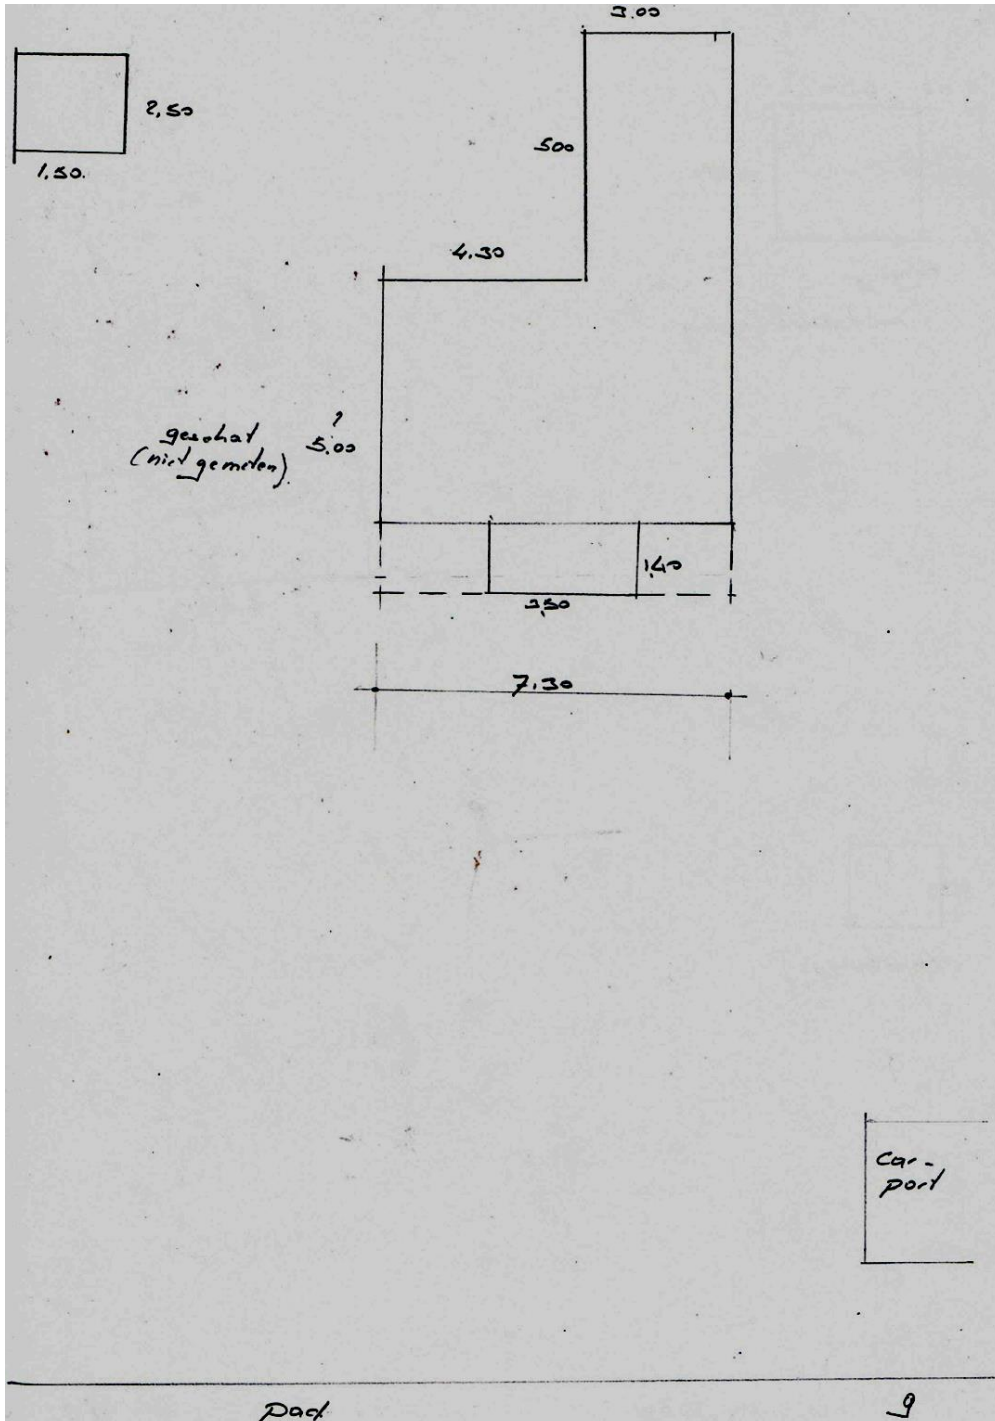 3.00
2,50
500
1.50.
4.30
?
geschat 5.00
(niet gemeten)
1,40
2,50
7.30
Car-
port
pad
9